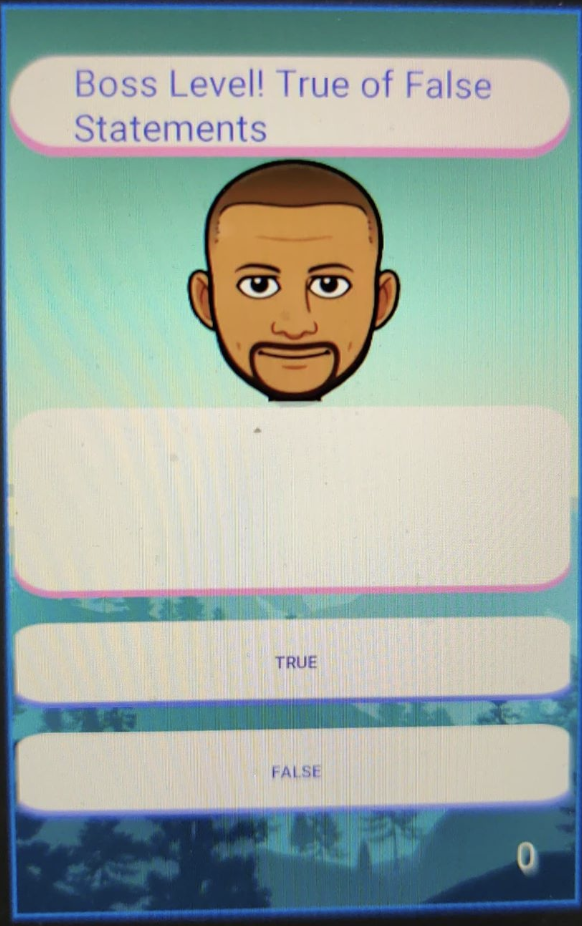 Boss Level! True of False
Statements
TRUE
FALSE
0